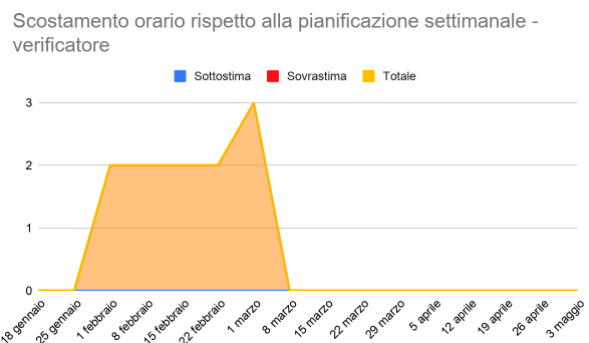 Scostamento orario rispetto alla pianificazione settimanale -
verificatore
Sottostima Sovrastima Totale
3
2
1
0
18 gennaio 25 gennaio 1 febbraio 8 febbraio 15 febbraio 22 febbraio 1 marzo 8 marzo 15 marzo 22 marzo 29 marzo 5 aprile 12 aprile 19 aprile 26 aprile 3 maggio